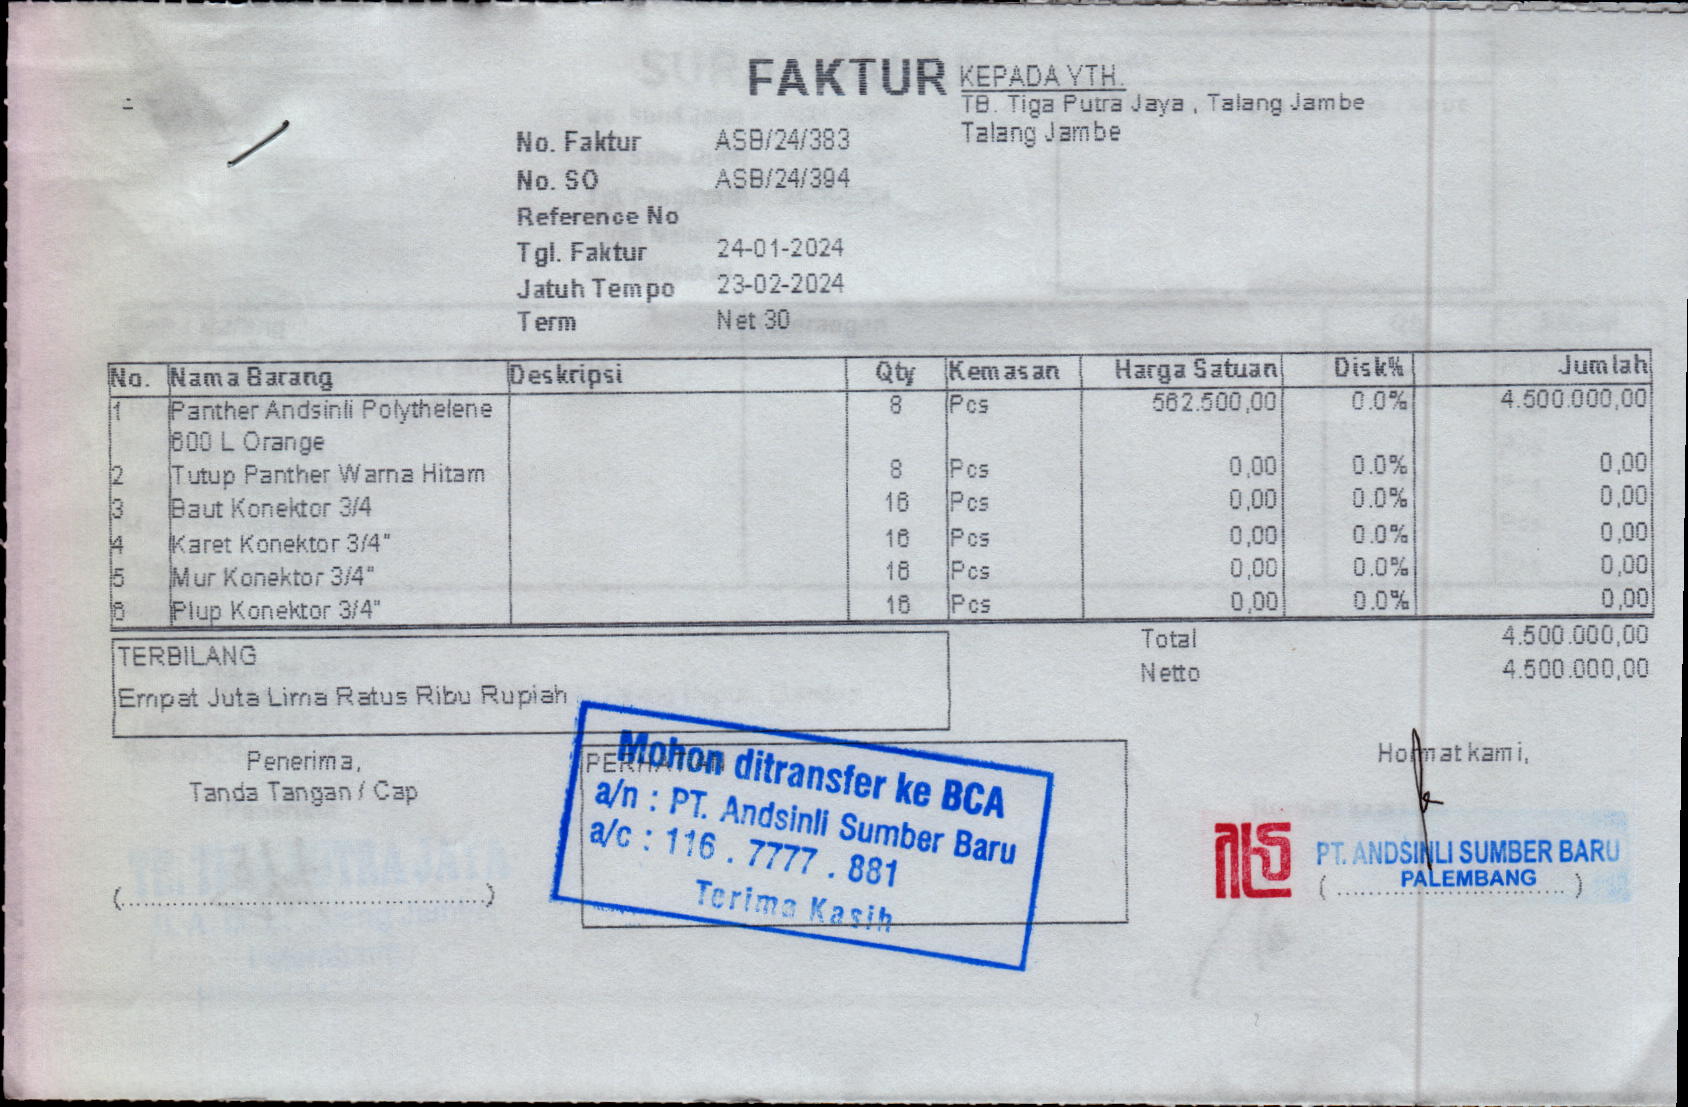 FAKTUR
KEPADA YTH.
TB. Tiga Putra Jaya , Talang Jambe
Talang Jambe
No. Faktur ASB/24/383
No. SO ASB/24/394
Reference No
Tgl. Faktur 24-01-2024
Jatuh Tempo 23-02-2024
Term Net 30
No. Nama Barang Deskripsi Qty Kemasan Harga Satuan Disk% Jumlah
1 Panther Andsinli Polythelene 8 Pcs 562.500,00 0.0% 4.500.000,00
600 L Orange
2 Tutup Panther Warna Hitam 8 Pcs 0,00 0.0% 0,00
3 Baut Konektor 3/4 16 Pcs 0,00 0.0% 0,00
4 Karet Konektor 3/4" 16 Pcs 0,00 0.0% 0,00
5 Mur Konektor 3/4" 16 Pcs 0,00 0.0% 0,00
6 Plup Konektor 3/4" 16 Pcs 0,00 0.0% 0,00
Total 4.500.000,00
Netto 4.500.000,00
TERBILANG
Empat Juta Lima Ratus Ribu Rupiah
Penerima,
Tanda Tangan / Cap
(..............................................)
PERHATIAN
Mohon ditransfer ke BCA
a/n : PT. Andsinli Sumber Baru
a/c : 116 . 7777 . 881
Terima Kasih
Hormat kami,
PT. ANDSINLI SUMBER BARU
PALEMBANG
( .............................. )